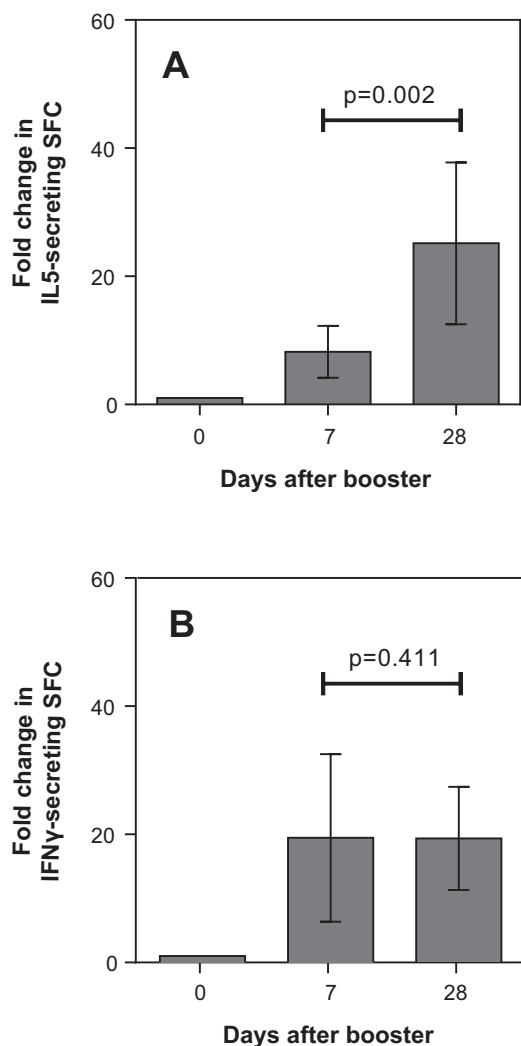 A
p=0.002
60
40
20
0
Fold change in
IL5-secreting SFC
0 7 28
Days after booster
B
p=0.411
60
40
20
0
Fold change in
IFNγ-secreting SFC
0 7 28
Days after booster